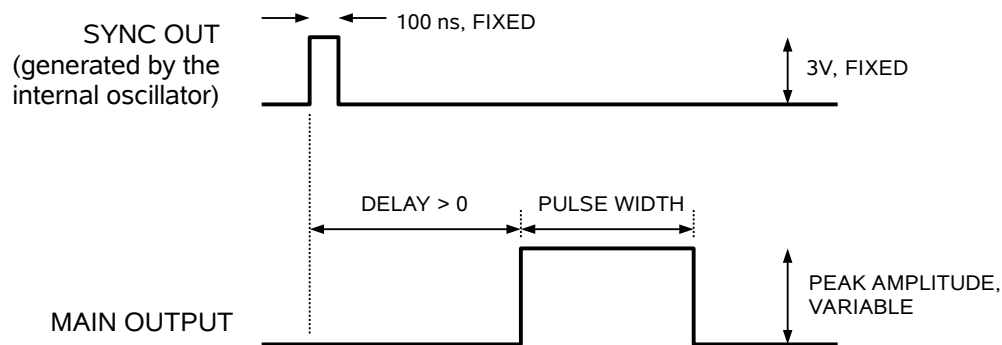 100 ns, FIXED
SYNC OUT
(generated by the
internal oscillator)
3V, FIXED
DELAY > 0
PULSE WIDTH
PEAK AMPLITUDE,
VARIABLE
MAIN OUTPUT